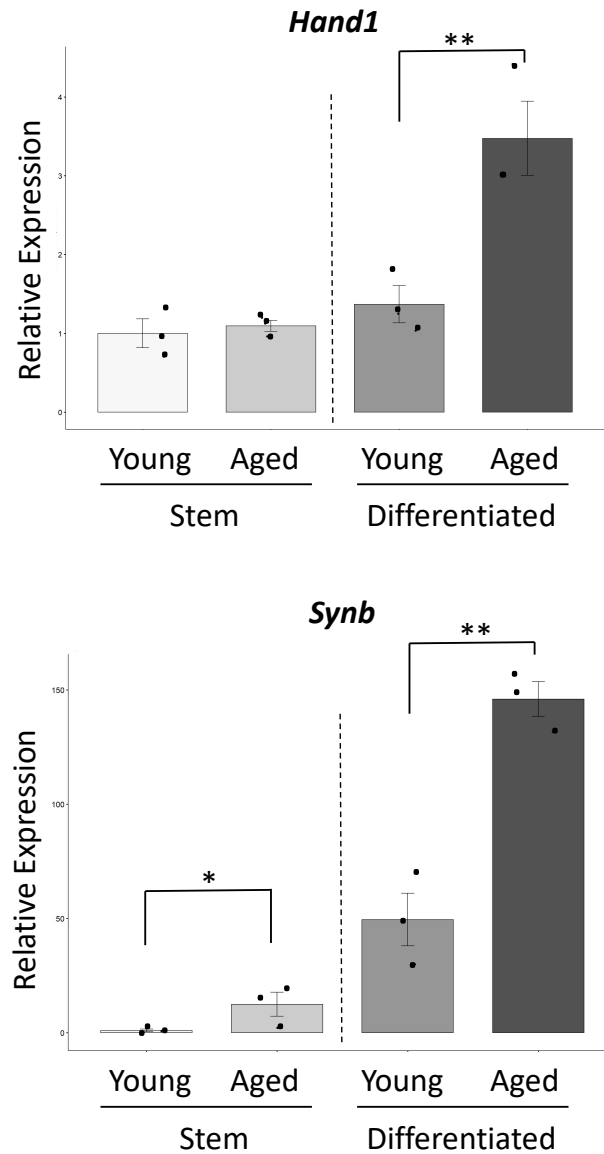 Hand1
**
Relative Expression
4
3
2
1
0
Young Aged Young Aged
Stem Differentiated
Synb
**
*
Relative Expression
150
100
50
0
Young Aged Young Aged
Stem Differentiated